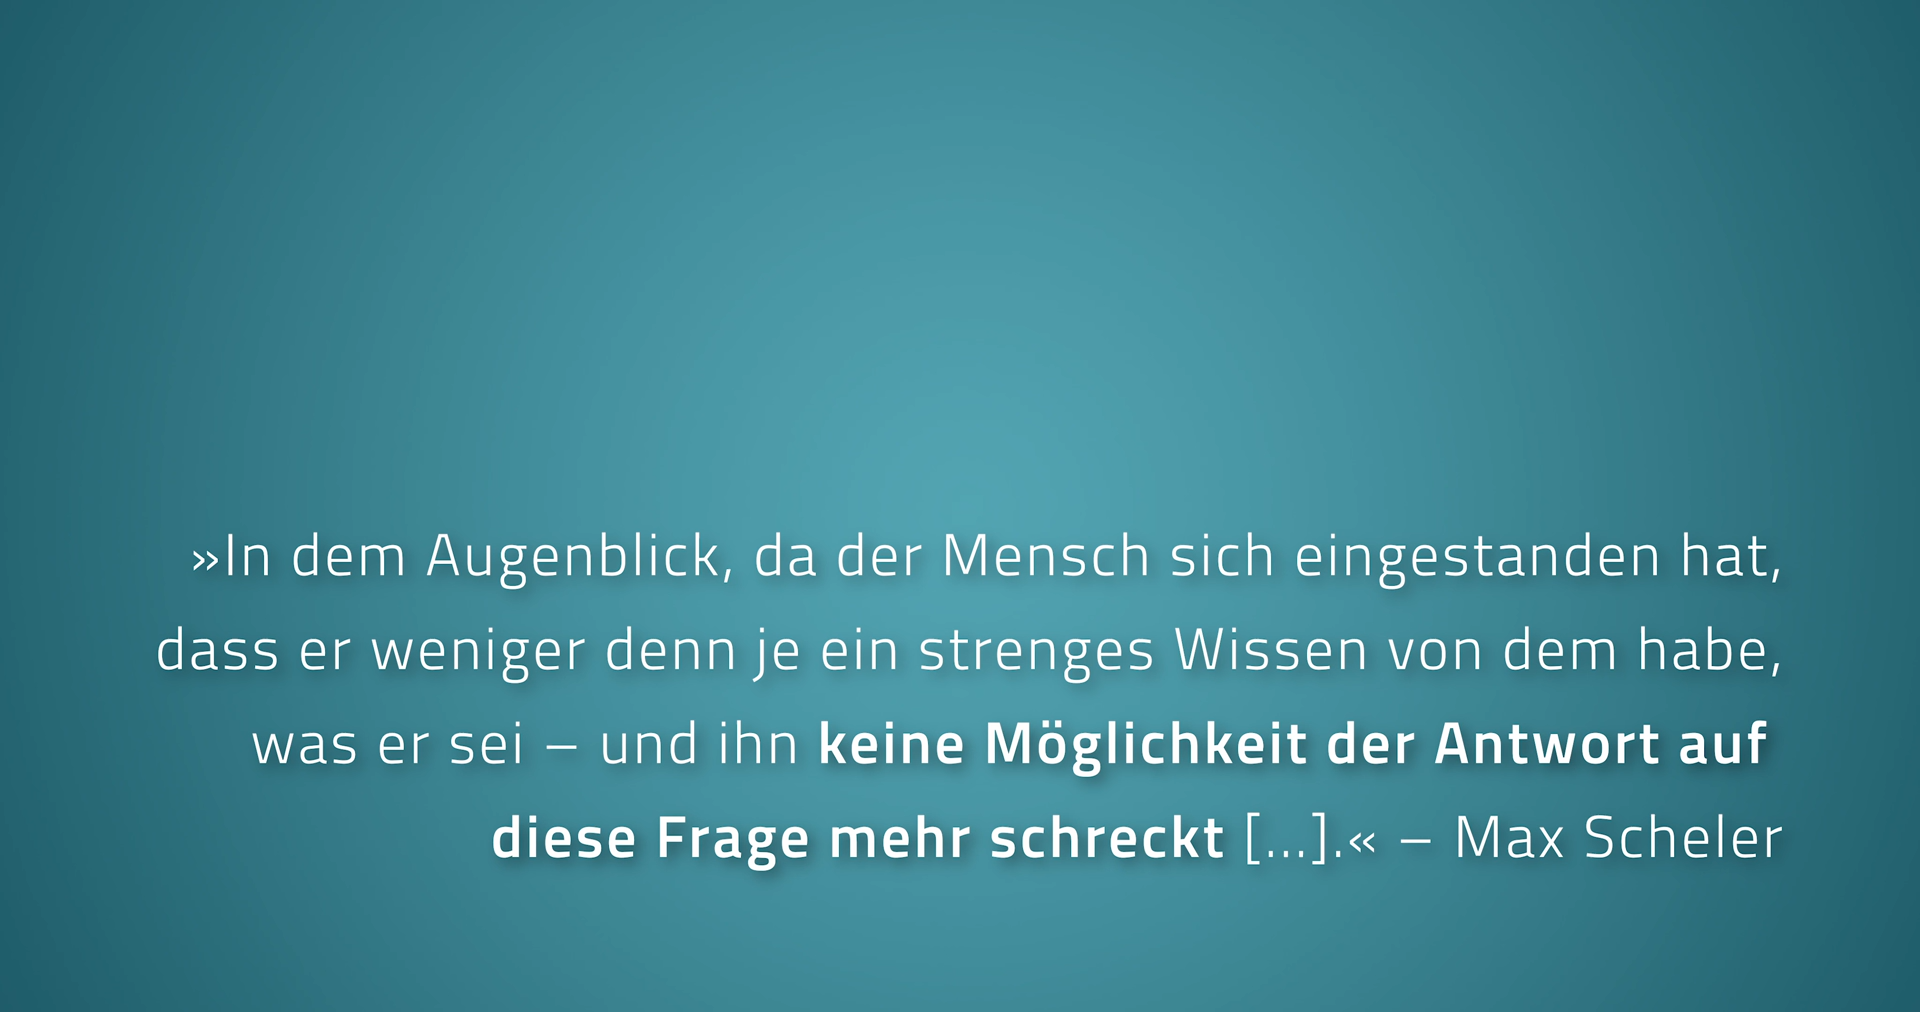 »In dem Augenblick, da der Mensch sich eingestanden hat,
dass er weniger denn je ein strenges Wissen von dem habe,
was er sei – und ihn keine Möglichkeit der Antwort auf
diese Frage mehr schreckt [...].« – Max Scheler